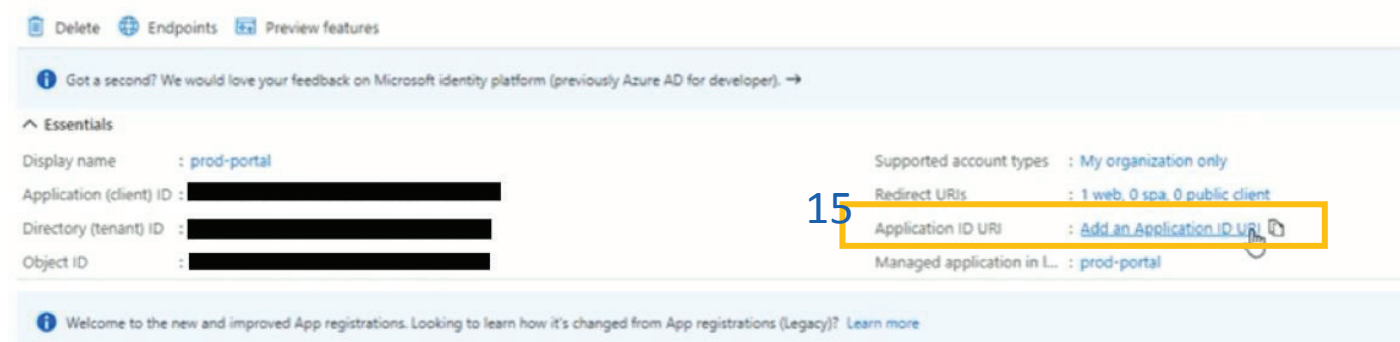 Delete Endpoints Preview features
Got a second? We would love your feedback on Microsoft identity platform (previously Azure AD for developer). →
Essentials
Display name : prod-portal
Application (client) ID :
Directory (tenant) ID :
Object ID :
Supported account types : My organization only
Redirect URIs : 1 web, 0 spa, 0 public client
15
Application ID URI : Add an Application ID URI
Managed application in l... : prod-portal
Welcome to the new and improved App registrations. Looking to learn how it's changed from App registrations (Legacy)? Learn more